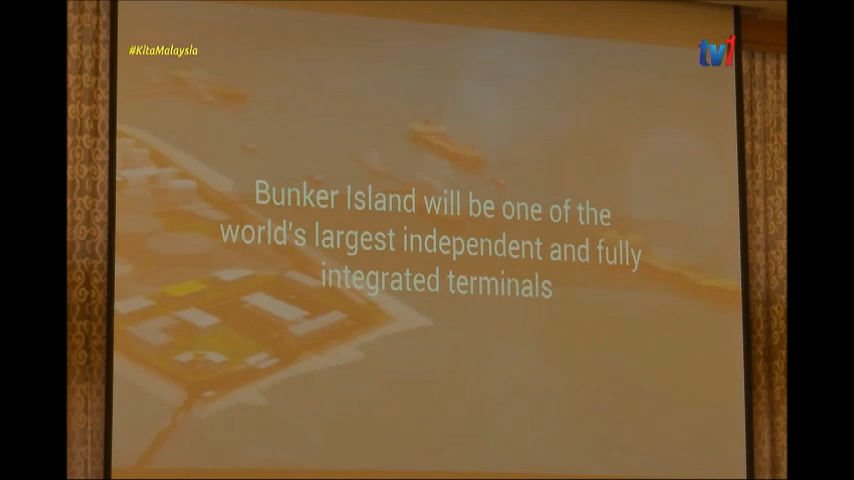 #KitaMalaysia
tv1
Bunker Island will be one of the
world's largest independent and fully
integrated terminals